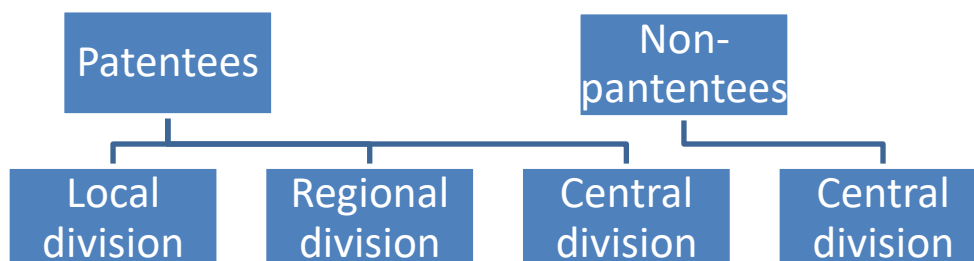 Patentees
Non-
pantentees
Local
division
Regional
division
Central
division
Central
division